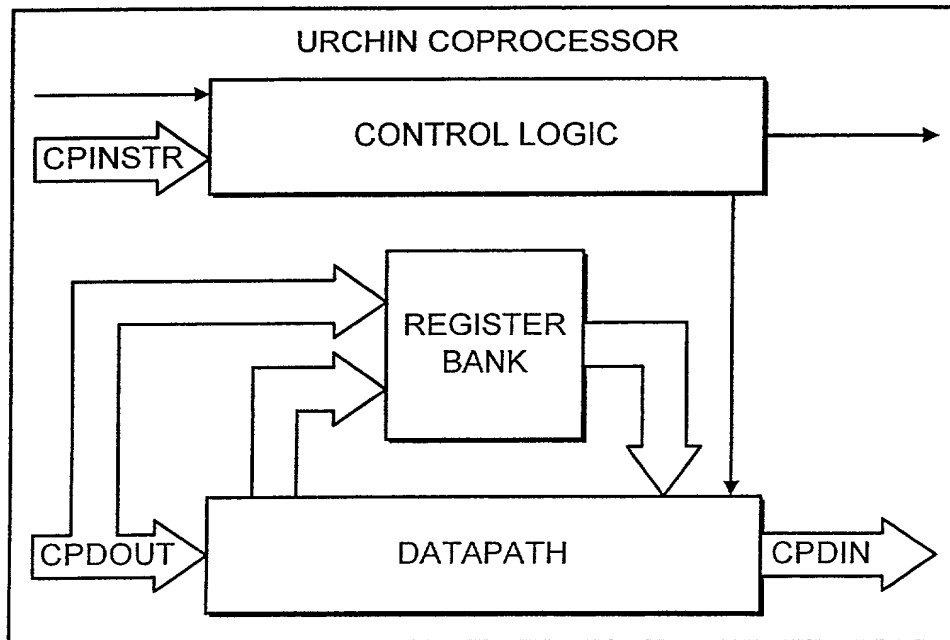 URCHIN COPROCESSOR
CONTROL LOGIC
CPINSTR
REGISTER
BANK
CPDOUT
DATAPATH
CPDIN